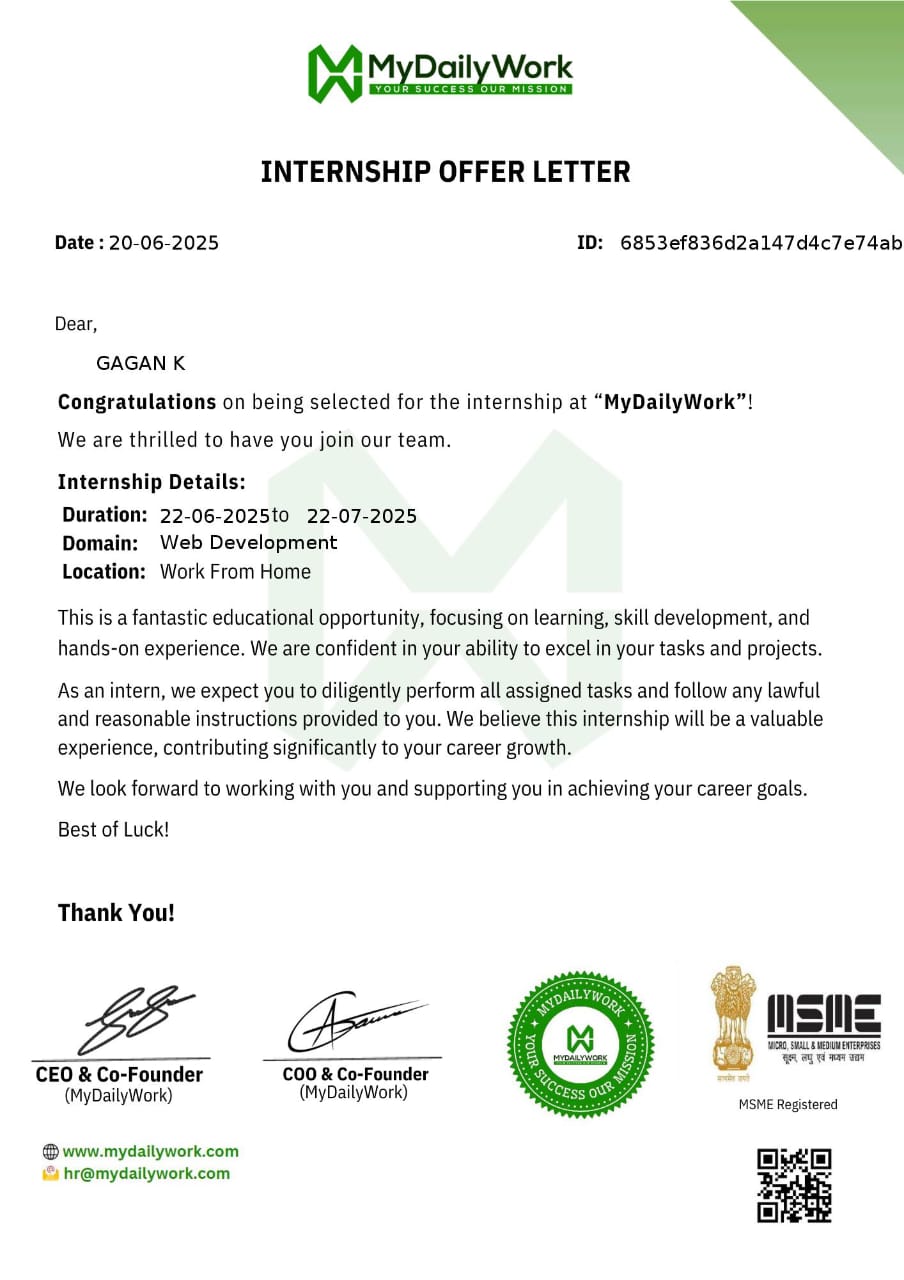 MyDailyWork
YOUR SUCCESS OUR MISSION
INTERNSHIP OFFER LETTER
Date : 20-06-2025 ID: 6853ef836d2a147d4c7e74ab
Dear,
GAGAN K
Congratulations on being selected for the internship at “MyDailyWork”!
We are thrilled to have you join our team.
Internship Details:
Duration: 22-06-2025to 22-07-2025
Domain: Web Development
Location: Work From Home
This is a fantastic educational opportunity, focusing on learning, skill development, and
hands-on experience. We are confident in your ability to excel in your tasks and projects.
As an intern, we expect you to diligently perform all assigned tasks and follow any lawful
and reasonable instructions provided to you. We believe this internship will be a valuable
experience, contributing significantly to your career growth.
We look forward to working with you and supporting you in achieving your career goals.
Best of Luck!
Thank You!
CEO & Co-Founder
(MyDailyWork)
COO & Co-Founder
(MyDailyWork)
MYDAILYWORK
MYDAILYWORK
YOUR SUCCESS OUR MISSION
सत्यमेव जयते
MSME
MICRO, SMALL & MEDIUM ENTERPRISES
सूक्ष्म, लघु एवं मध्यम उद्यम
MSME Registered
www.mydailywork.com
hr@mydailywork.com